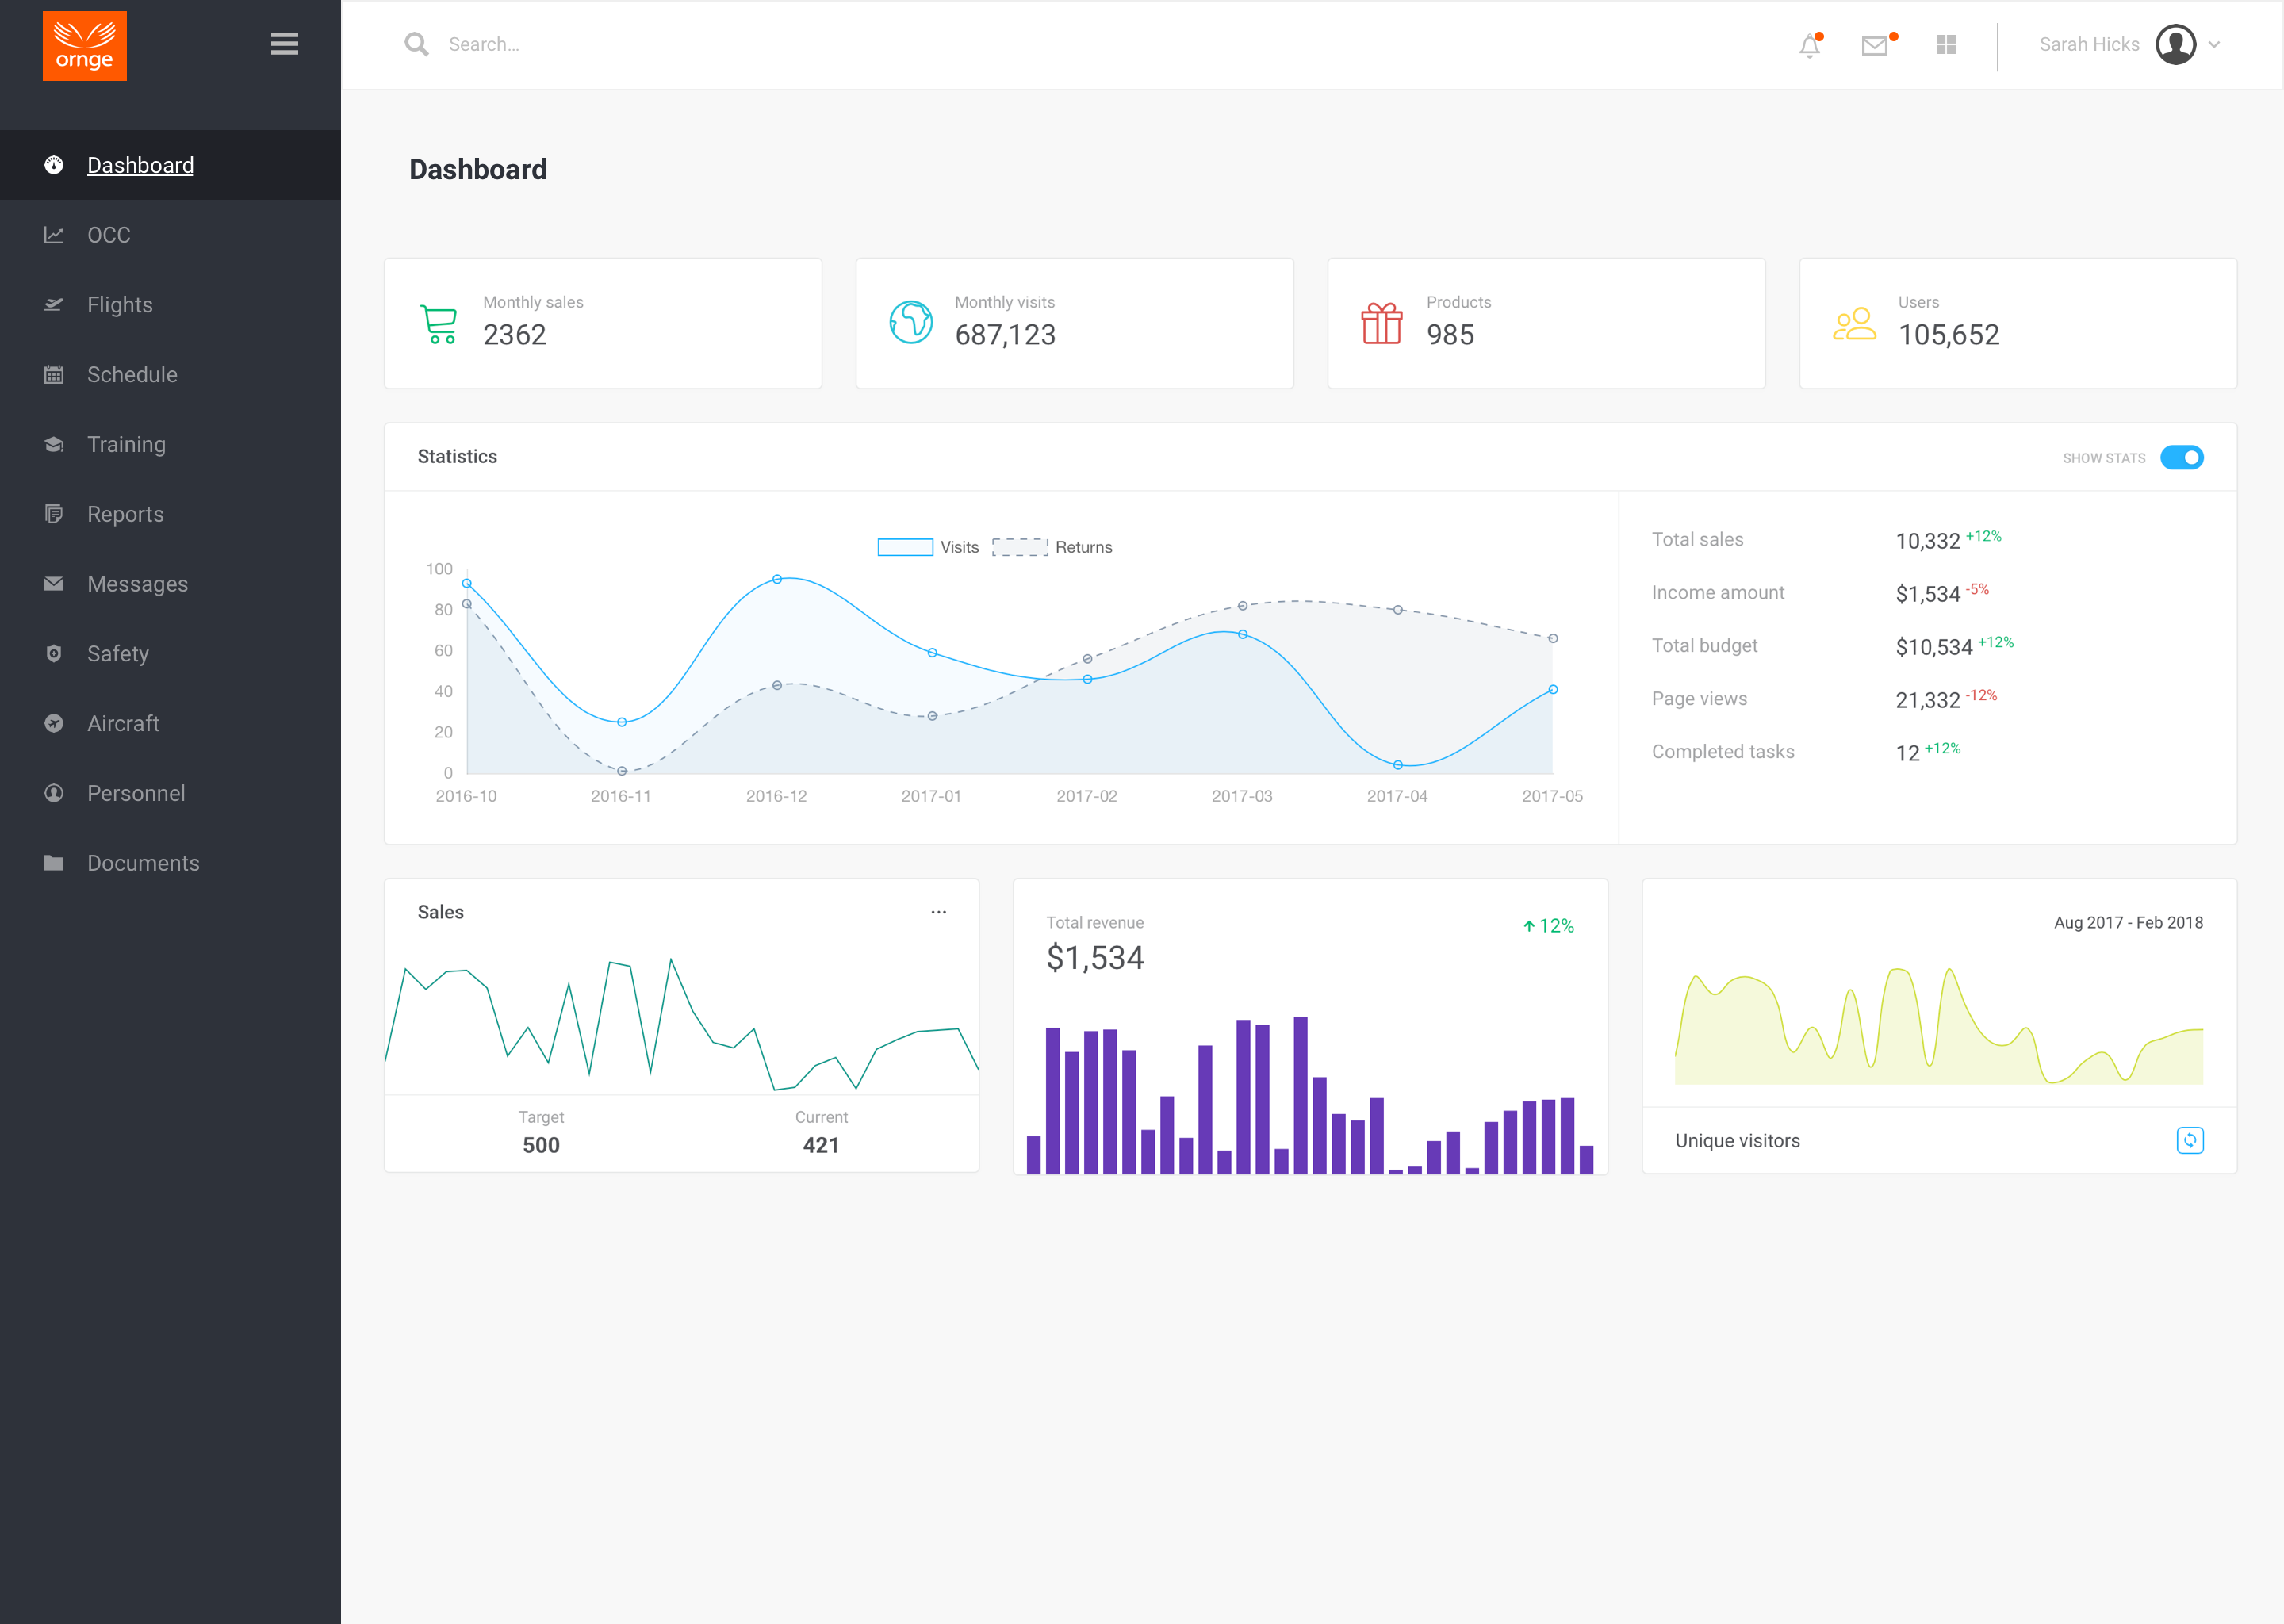 ornge
Search...
Sarah Hicks
Dashboard
OCC
Flights
Schedule
Training
Reports
Messages
Safety
Aircraft
Personnel
Documents
Dashboard
Monthly sales
2362
Monthly visits
687,123
Products
985
Users
105,652
Statistics
SHOW STATS
Visits Returns
100
80
60
40
20
0
2016-10 2016-11 2016-12 2017-01 2017-02 2017-03 2017-04 2017-05
Total sales 10,332 +12%
Income amount $1,534 -5%
Total budget $10,534 +12%
Page views 21,332 -12%
Completed tasks 12 +12%
Sales
Target
500
Current
421
Total revenue
$1,534
12%
Aug 2017 - Feb 2018
Unique visitors